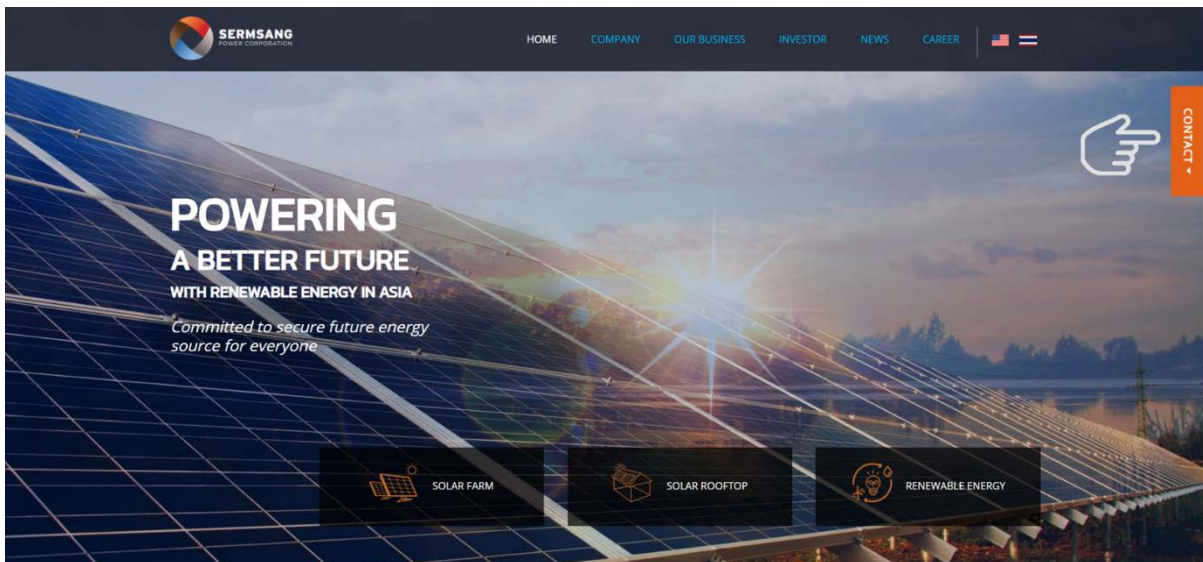 SERMSANG
POWER CORPORATION
HOME
COMPANY
OUR BUSINESS
INVESTOR
NEWS
CAREER
CONTACT
POWERING
A BETTER FUTURE
WITH RENEWABLE ENERGY IN ASIA
Committed to secure future energy
source for everyone
SOLAR FARM
SOLAR ROOFTOP
RENEWABLE ENERGY